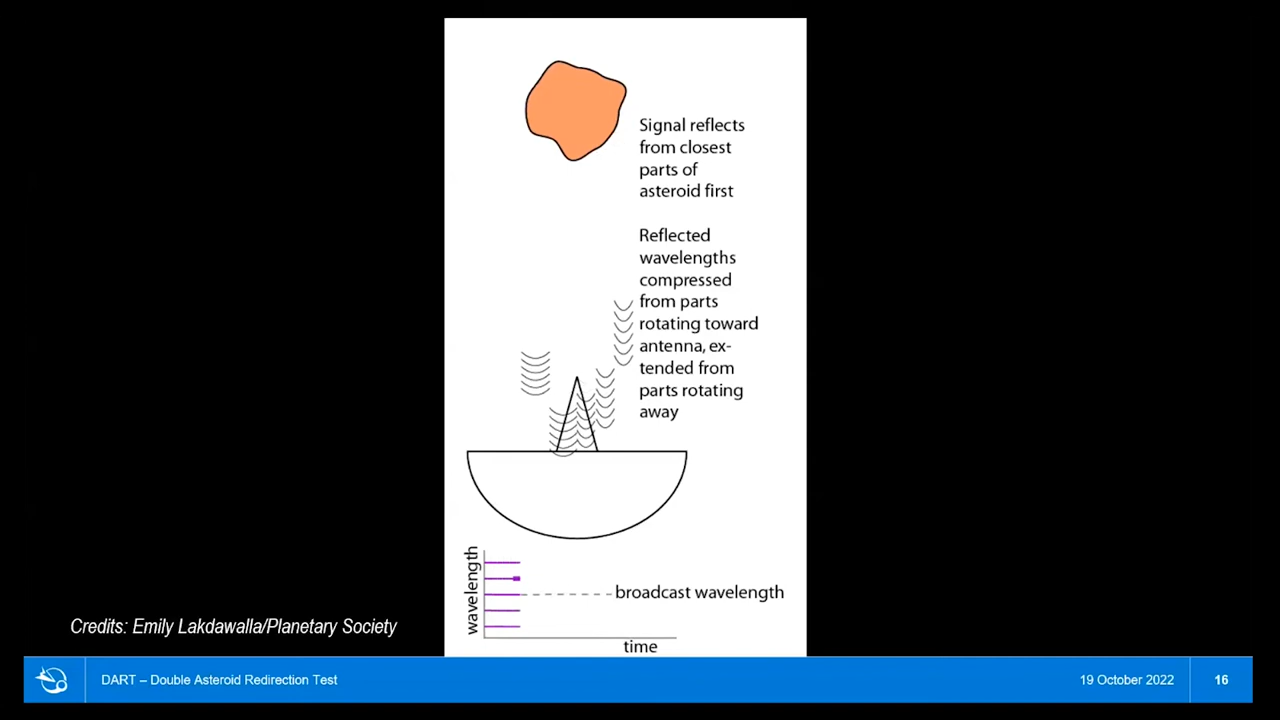 Signal reflects
from closest
parts of
asteroid first
Reflected
wavelengths
compressed
from parts
rotating toward
antenna, ex-
tended from
parts rotating
away
wavelength
broadcast wavelength
time
Credits: Emily Lakdawalla/Planetary Society
DART – Double Asteroid Redirection Test
19 October 2022
16